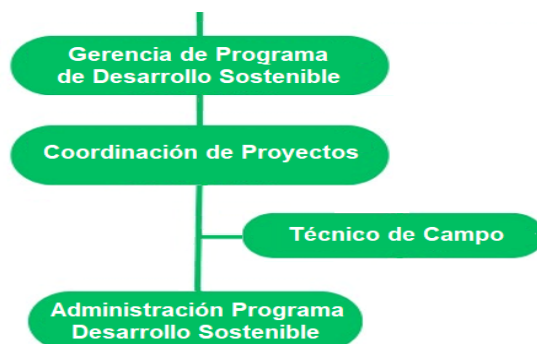 Gerencia de Programa
de Desarrollo Sostenible
Coordinación de Proyectos
Técnico de Campo
Administración Programa
Desarrollo Sostenible